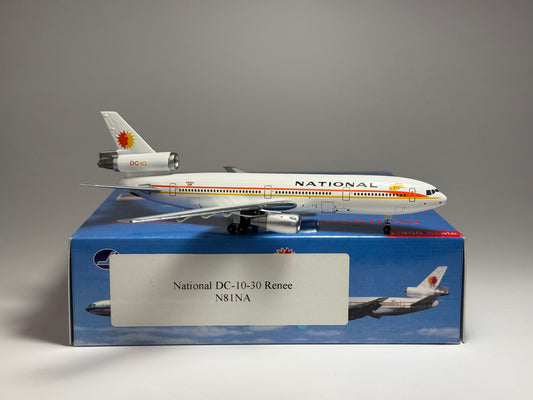 DC-10
NATIONAL
National DC-10-30 Renee
N81NA